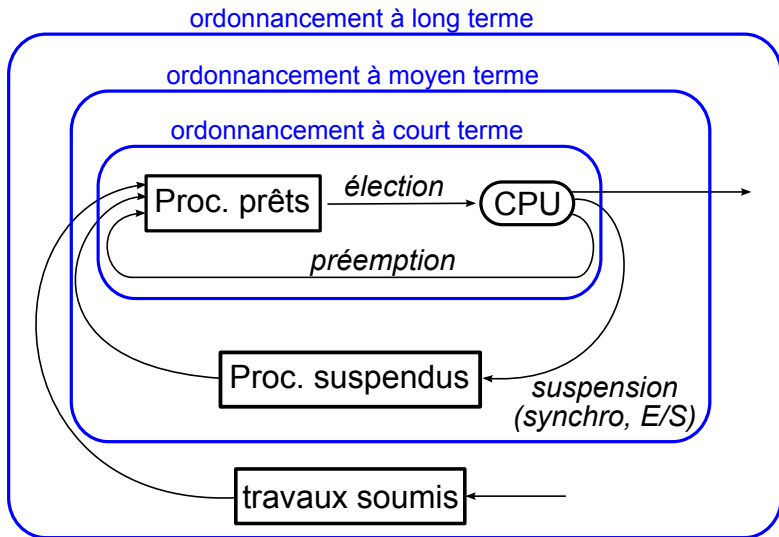 ordonnancement à long terme
ordonnancement à moyen terme
ordonnancement à court terme
Proc. prêts
élection
CPU
préemption
Proc. suspendus
suspension
(synchro, E/S)
travaux soumis